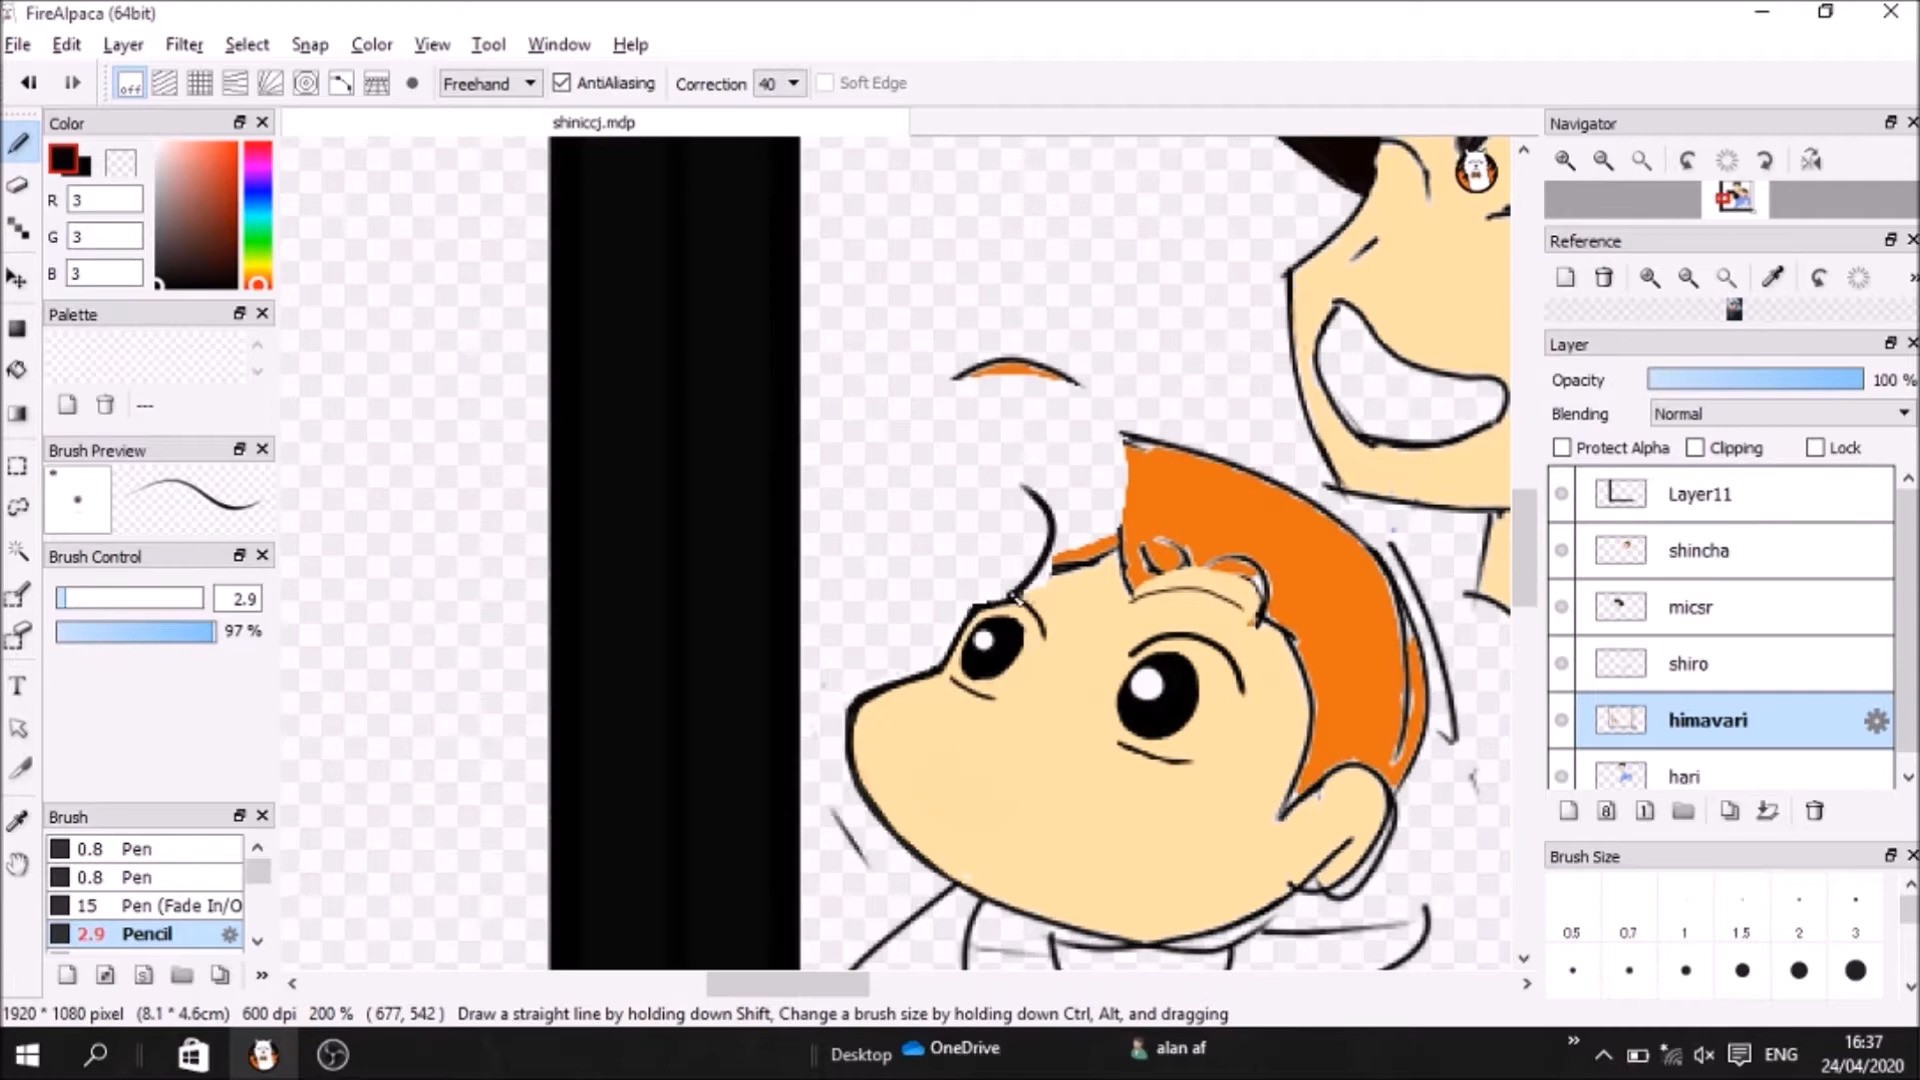 FireAlpaca (64bit)
File Edit Layer Filter Select Snap Color View Tool Window Help
off Freehand AntiAliasing Correction 40 Soft Edge
Color
shiniccj.mdp
Navigator
R 3
G 3
B 3
Reference
Palette
---
Layer
Opacity 100 %
Blending Normal
Protect Alpha Clipping Lock
Brush Preview
Layer11
shincha
micsr
shiro
himavari
hari
Brush Control
2.9
97 %
Brush
0.8 Pen
0.8 Pen
15 Pen (Fade In/O
2.9 Pencil
8 1
S
Brush Size
0.5 0.7 1 1.5 2 3
1920 * 1080 pixel (8.1 * 4.6cm) 600 dpi 200 % ( 677, 542 ) Draw a straight line by holding down Shift, Change a brush size by holding down Ctrl, Alt, and dragging
Desktop OneDrive alan af
ENG
16:37
24/04/2020